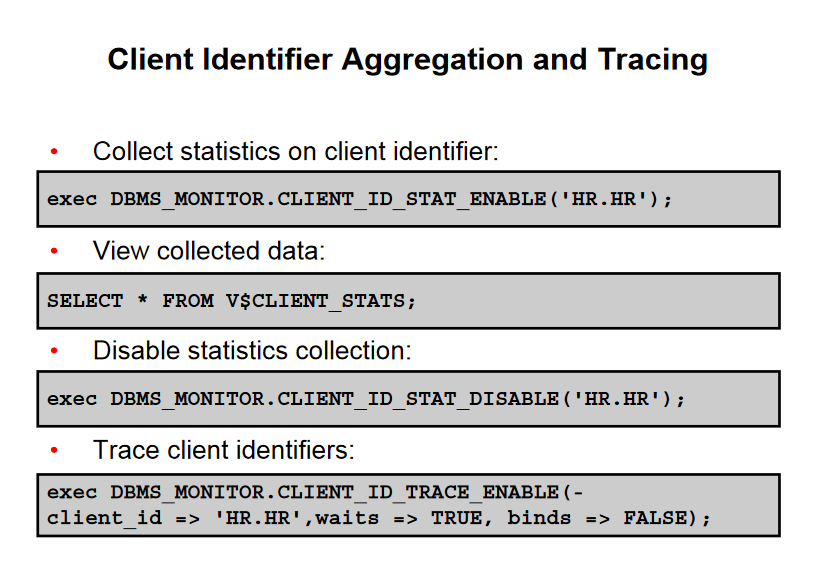 Client Identifier Aggregation and Tracing
• Collect statistics on client identifier:
exec DBMS_MONITOR.CLIENT_ID_STAT_ENABLE('HR.HR');
• View collected data:
SELECT * FROM V$CLIENT_STATS;
• Disable statistics collection:
exec DBMS_MONITOR.CLIENT_ID_STAT_DISABLE('HR.HR');
• Trace client identifiers:
exec DBMS_MONITOR.CLIENT_ID_TRACE_ENABLE(-
client_id => 'HR.HR',waits => TRUE, binds => FALSE);